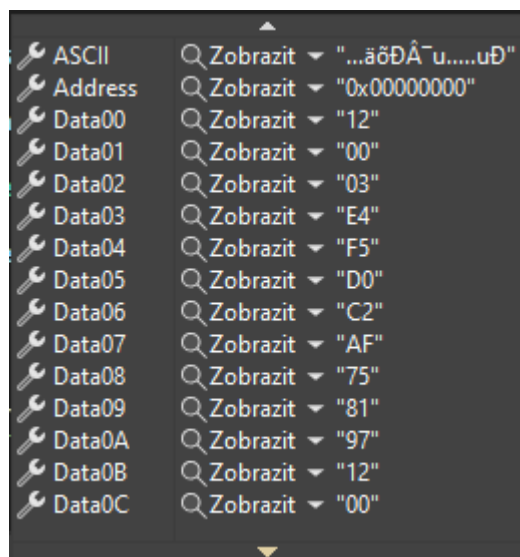 ASCII Zobrazit "...äõÐÂ¯u.....uÐ"
Address Zobrazit "0x00000000"
Data00 Zobrazit "12"
Data01 Zobrazit "00"
Data02 Zobrazit "03"
Data03 Zobrazit "E4"
Data04 Zobrazit "F5"
Data05 Zobrazit "D0"
Data06 Zobrazit "C2"
Data07 Zobrazit "AF"
Data08 Zobrazit "75"
Data09 Zobrazit "81"
Data0A Zobrazit "97"
Data0B Zobrazit "12"
Data0C Zobrazit "00"